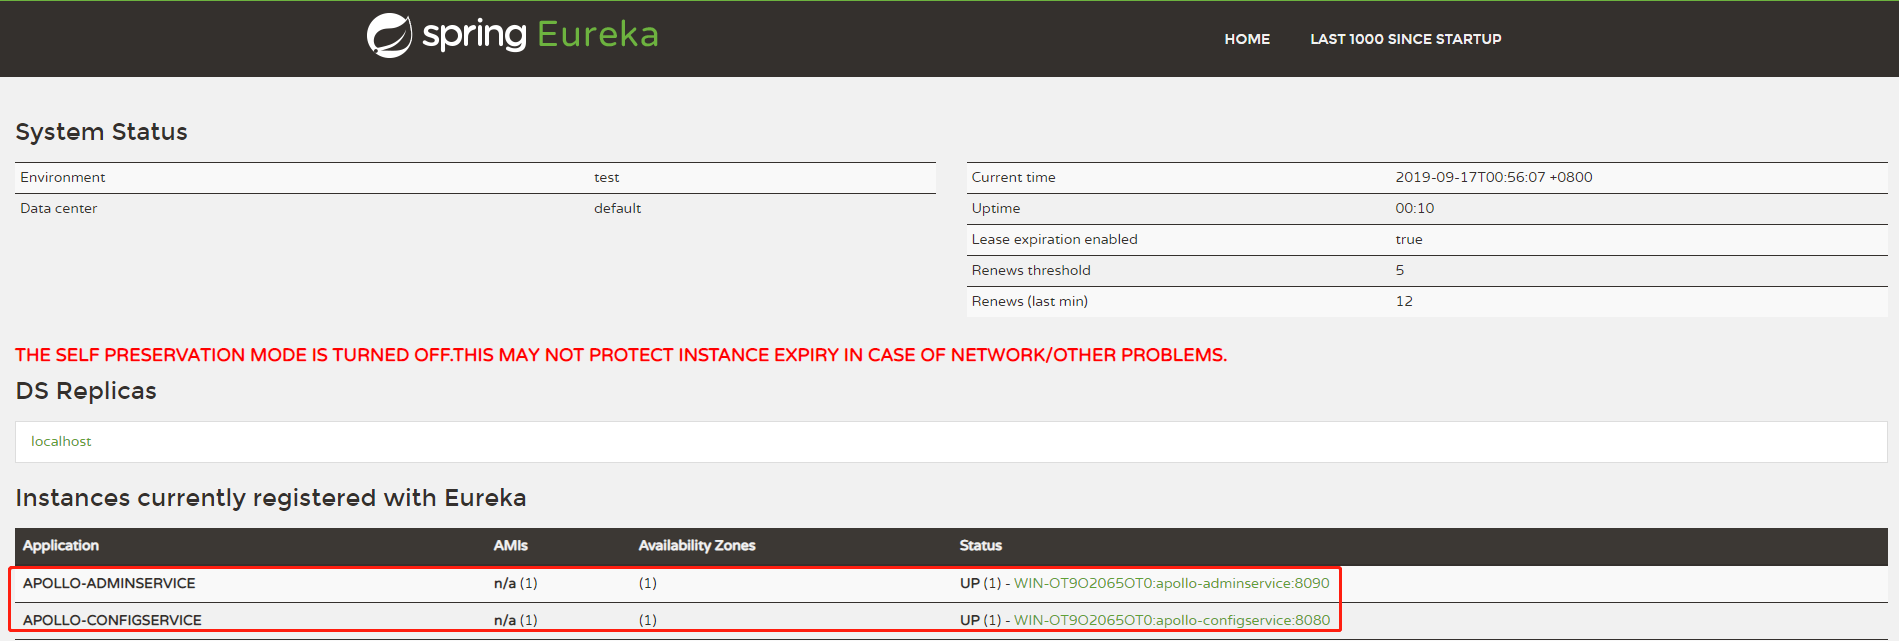 spring Eureka HOME LAST 1000 SINCE STARTUP
System Status
Environment test
Data center default
Current time 2019-09-17T00:56:07 +0800
Uptime 00:10
Lease expiration enabled true
Renews threshold 5
Renews (last min) 12
THE SELF PRESERVATION MODE IS TURNED OFF.THIS MAY NOT PROTECT INSTANCE EXPIRY IN CASE OF NETWORK/OTHER PROBLEMS.
DS Replicas
localhost
Instances currently registered with Eureka
Application AMIs Availability Zones Status
APOLLO-ADMINSERVICE n/a (1) (1) UP (1) - WIN-OT9O2065OT0:apollo-adminservice:8090
APOLLO-CONFIGSERVICE n/a (1) (1) UP (1) - WIN-OT9O2065OT0:apollo-configservice:8080